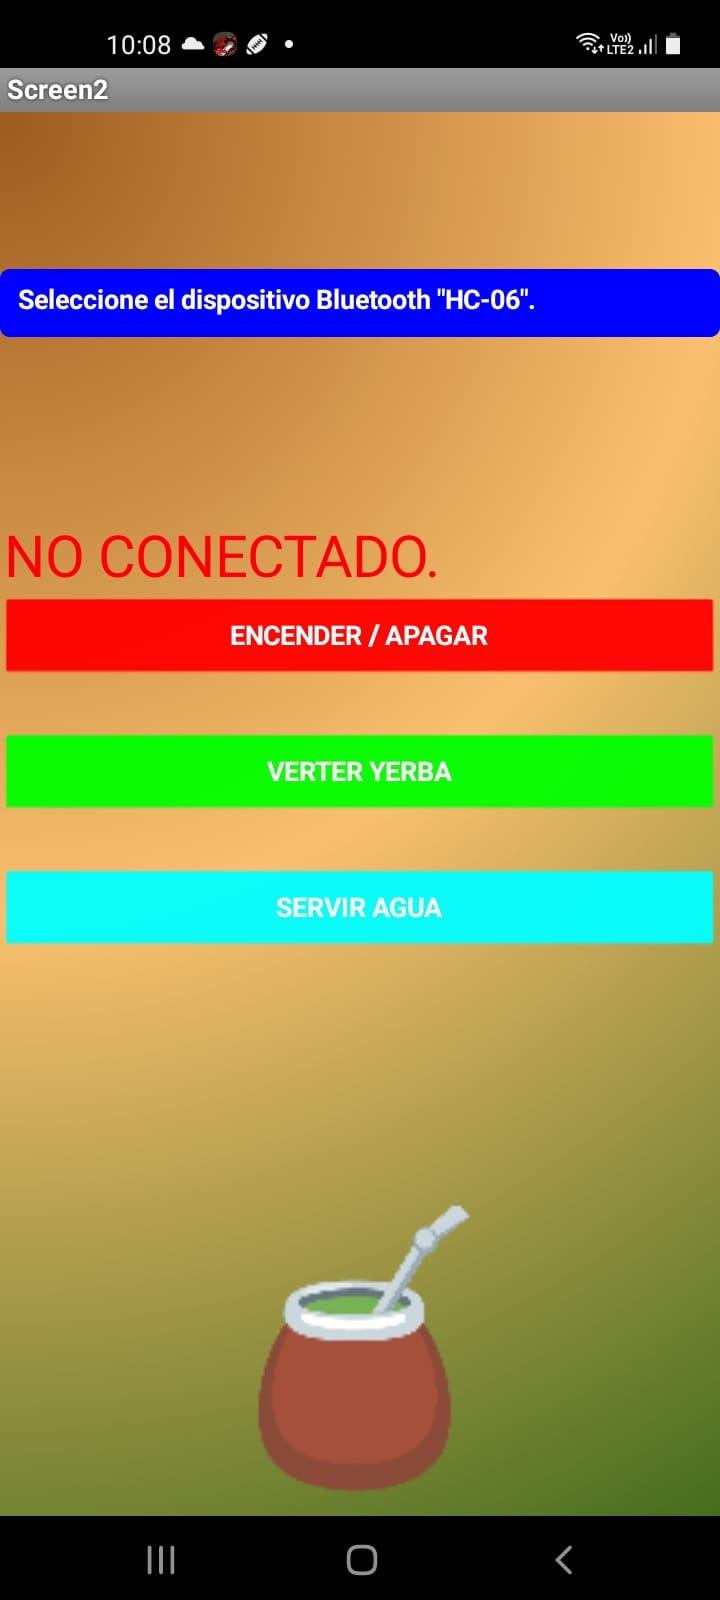 10:08
Vo))
LTE2
Screen2
Seleccione el dispositivo Bluetooth "HC-06".
NO CONECTADO.
ENCENDER / APAGAR
VERTER YERBA
SERVIR AGUA